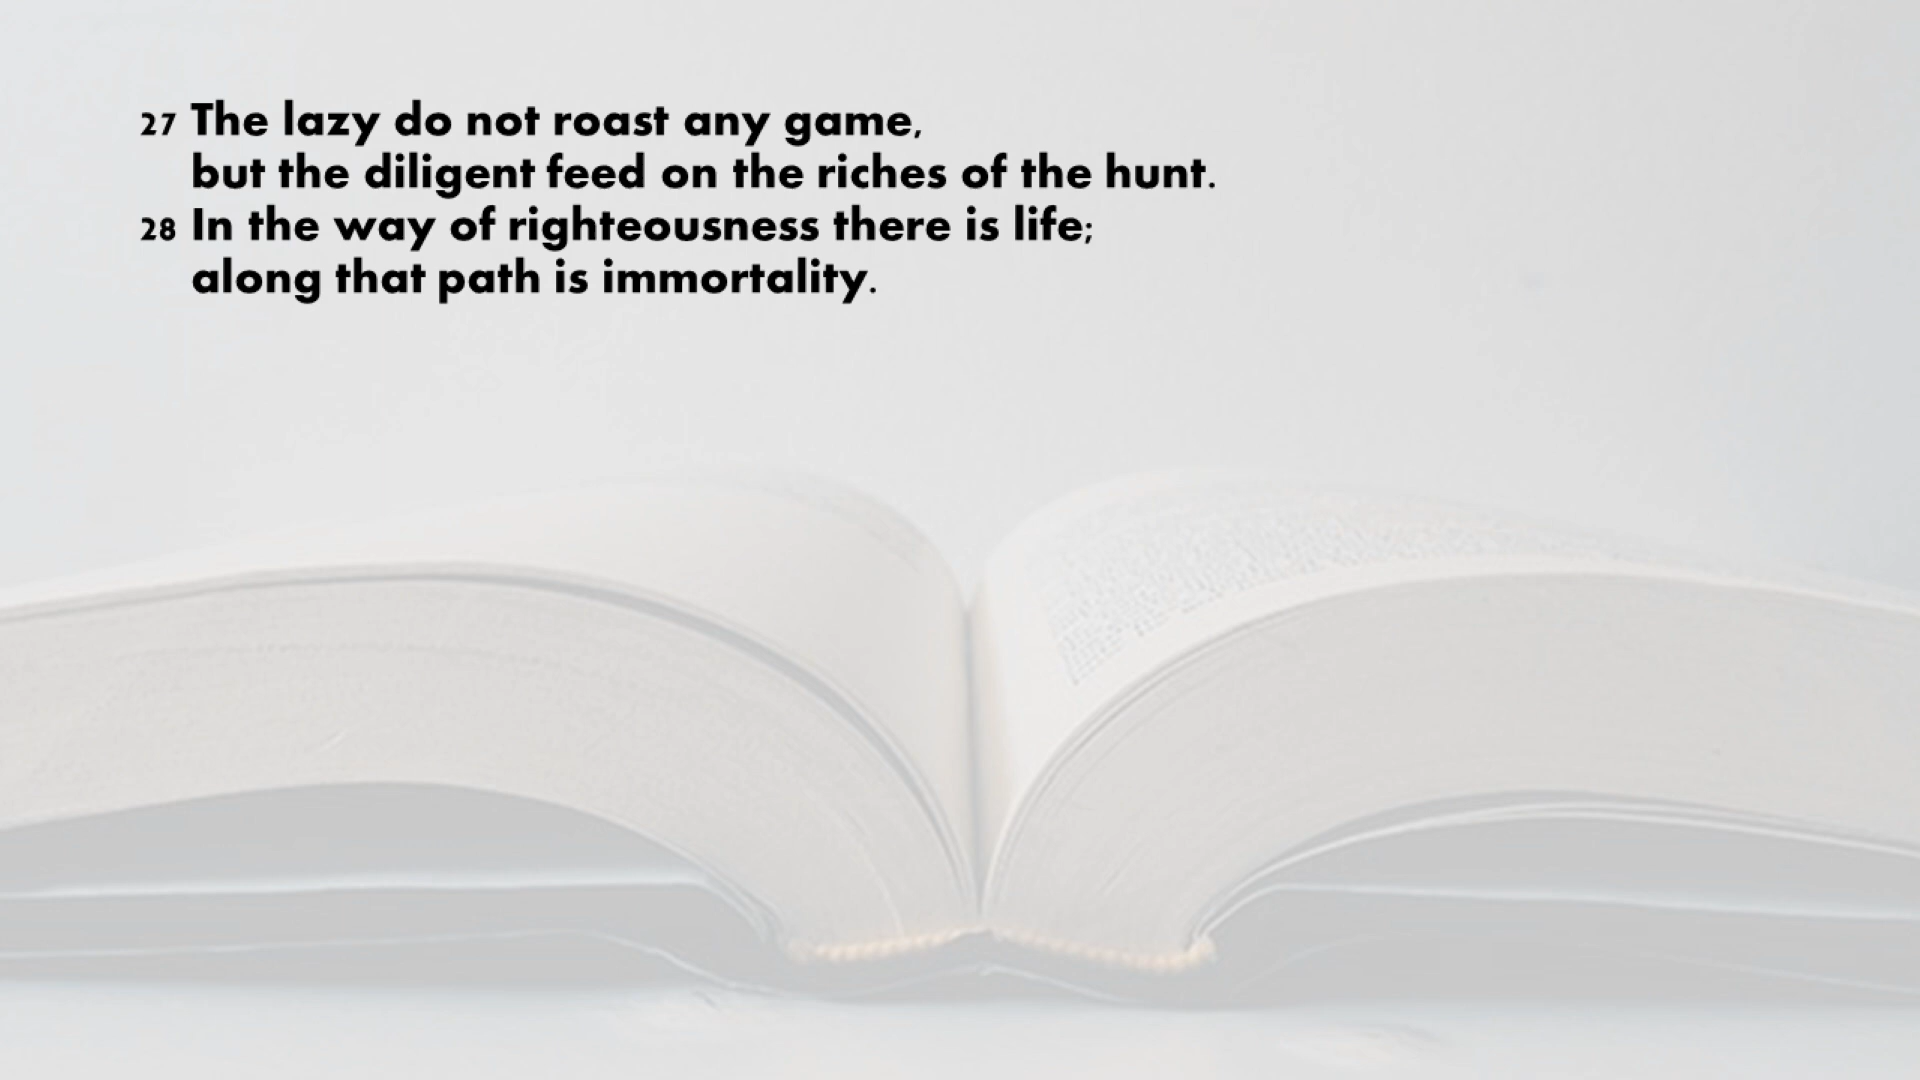 27 The lazy do not roast any game,
but the diligent feed on the riches of the hunt.
28 In the way of righteousness there is life;
along that path is immortality.